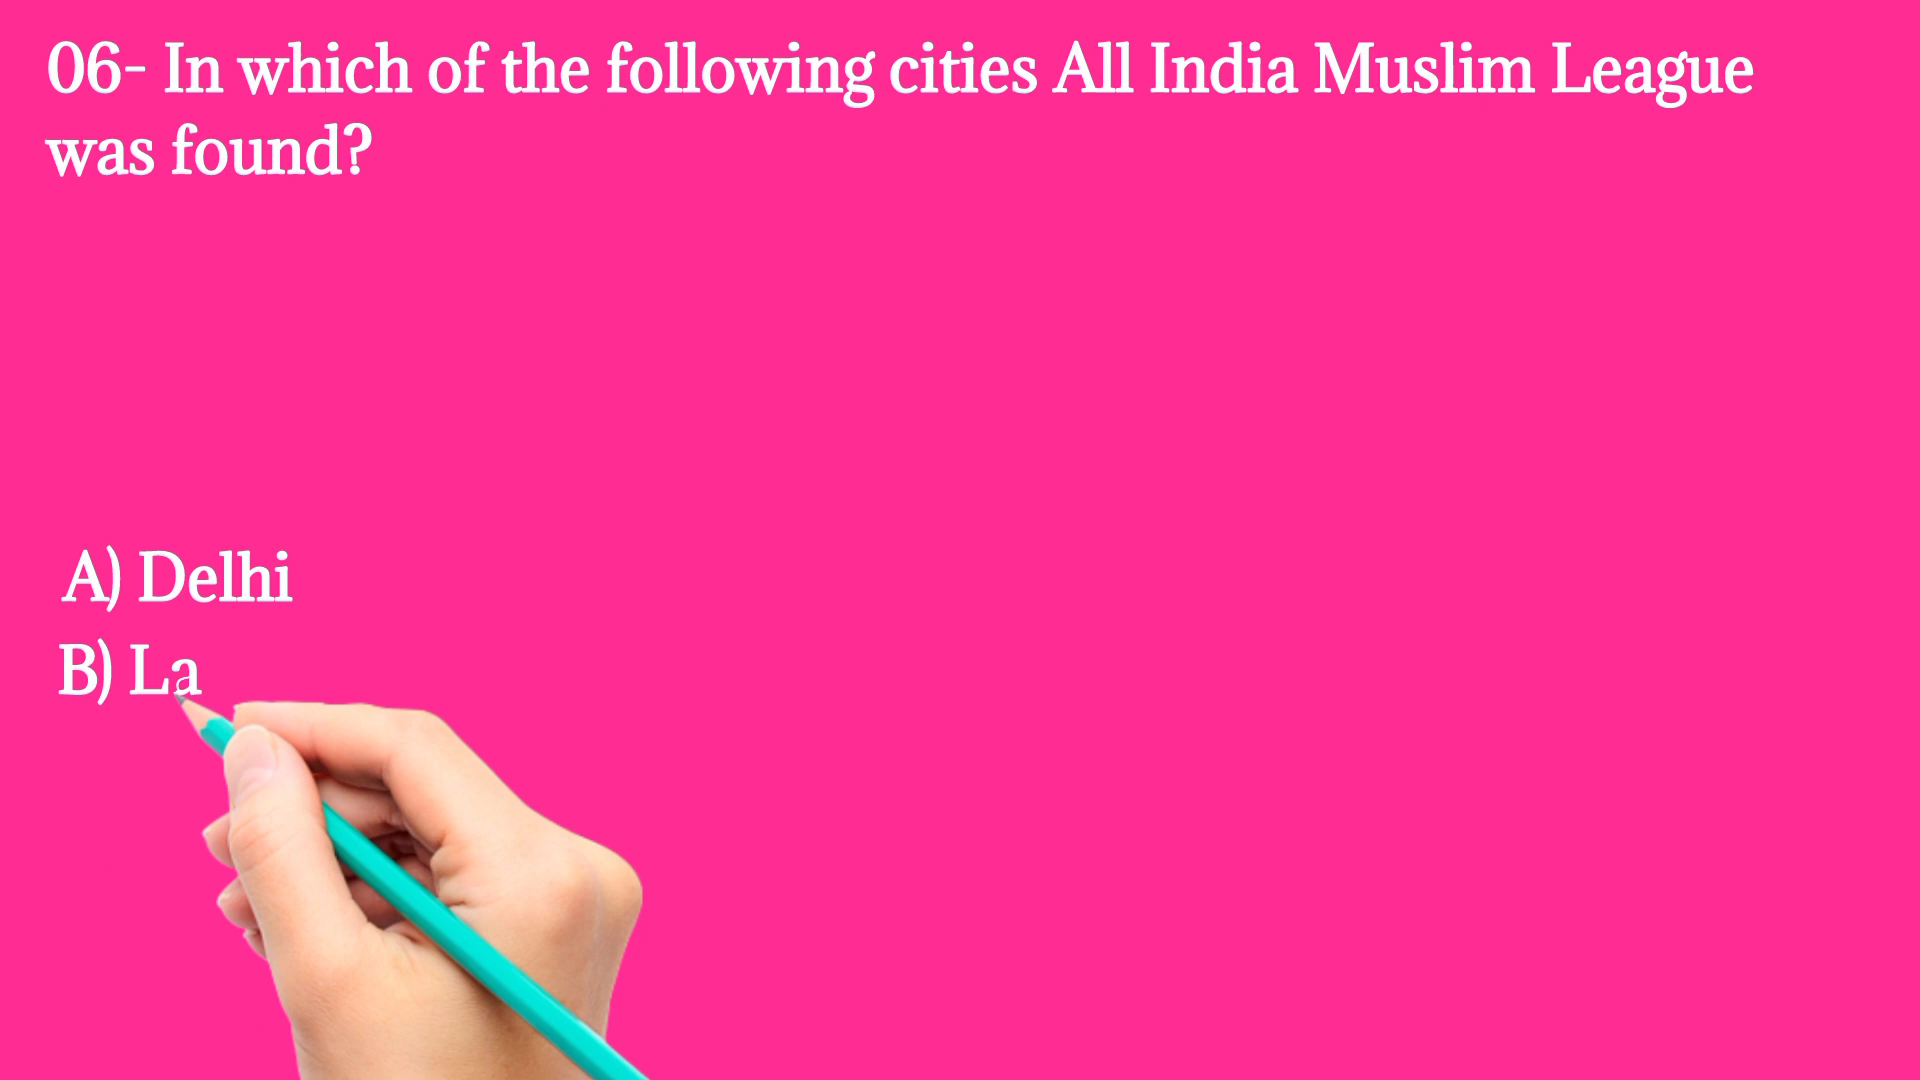 06- In which of the following cities All India Muslim League
was found?
A) Delhi
B) La